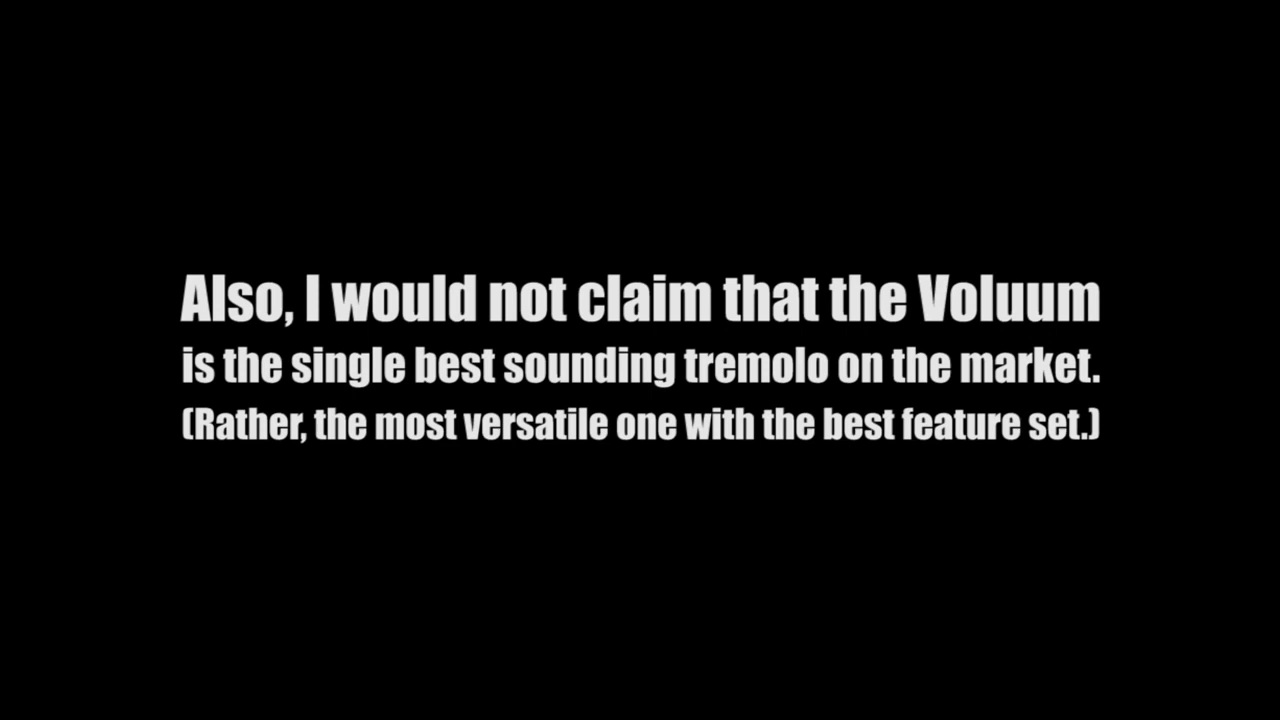 Also, I would not claim that the Voluum
is the single best sounding tremolo on the market.
(Rather, the most versatile one with the best feature set.)